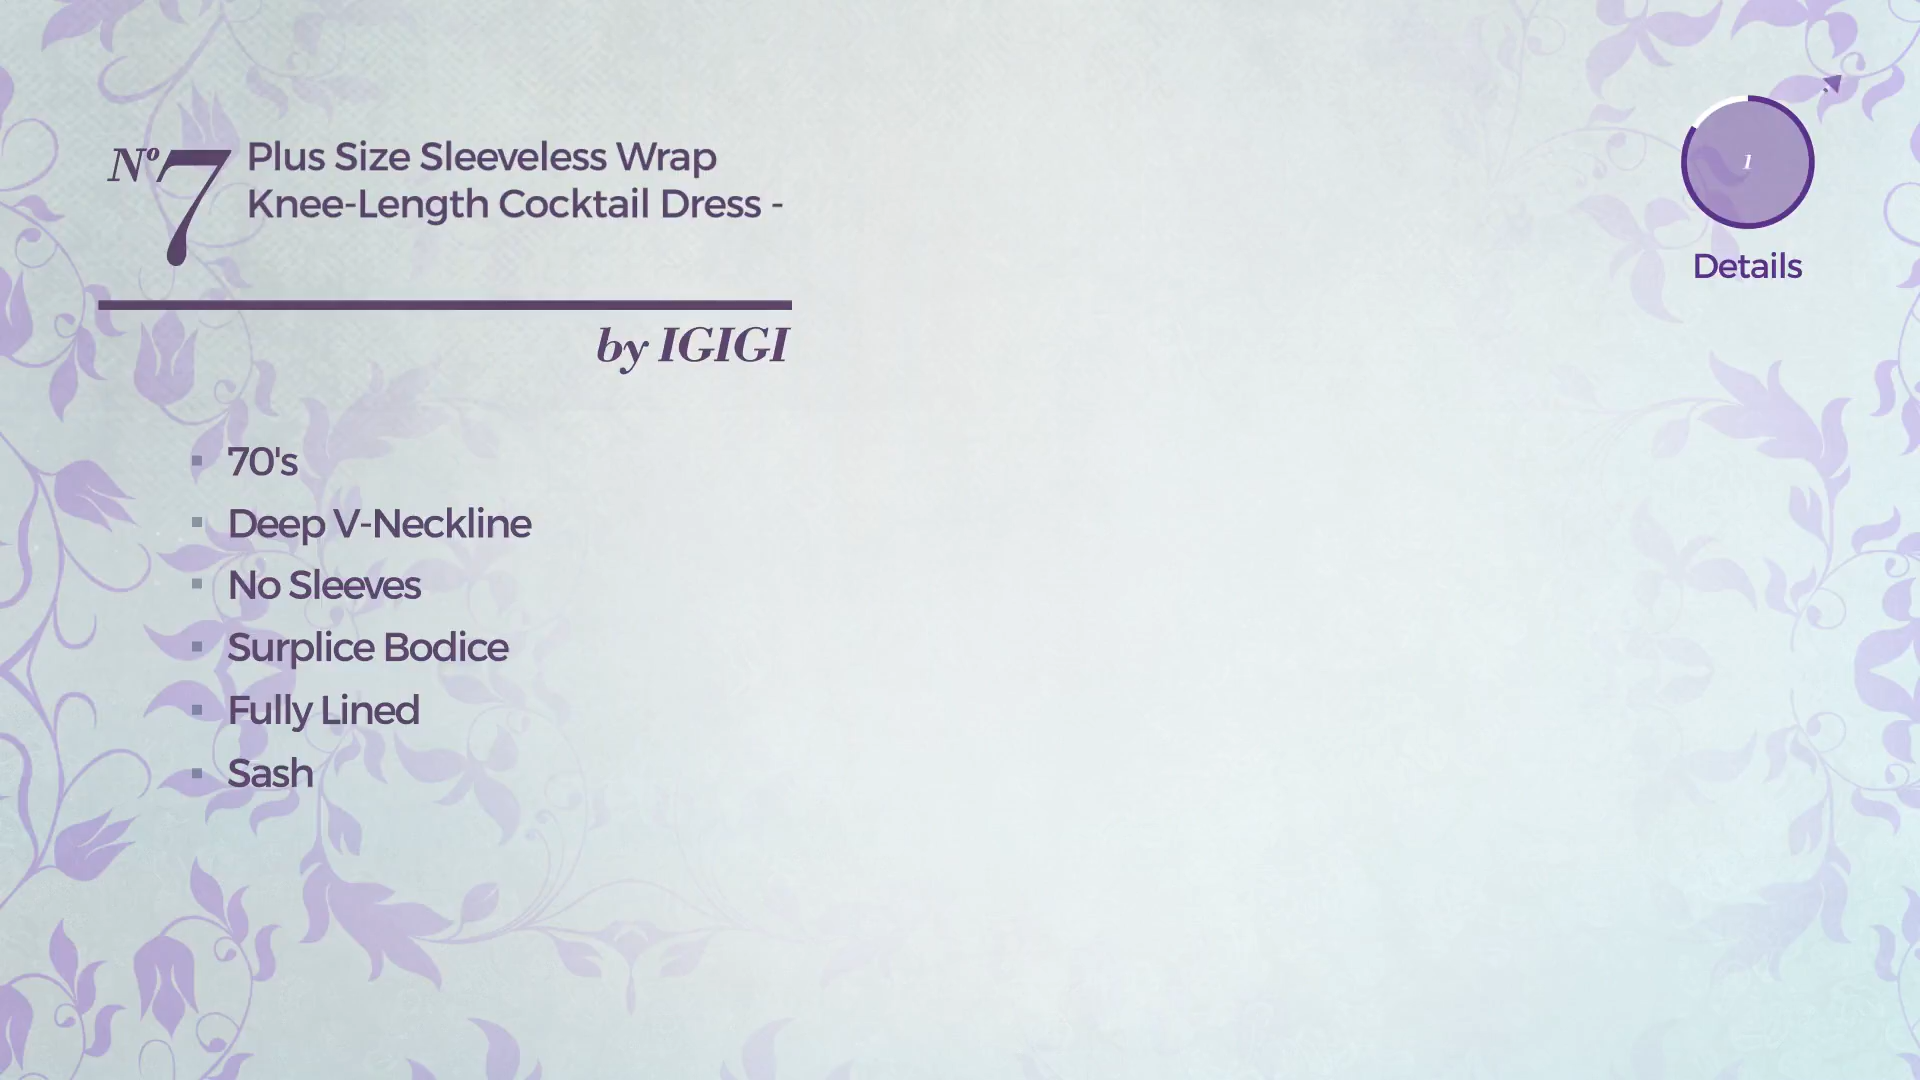 Nº7 Plus Size Sleeveless Wrap
Knee-Length Cocktail Dress -
by IGIGI
1
Details
70's
Deep V-Neckline
No Sleeves
Surplice Bodice
Fully Lined
Sash